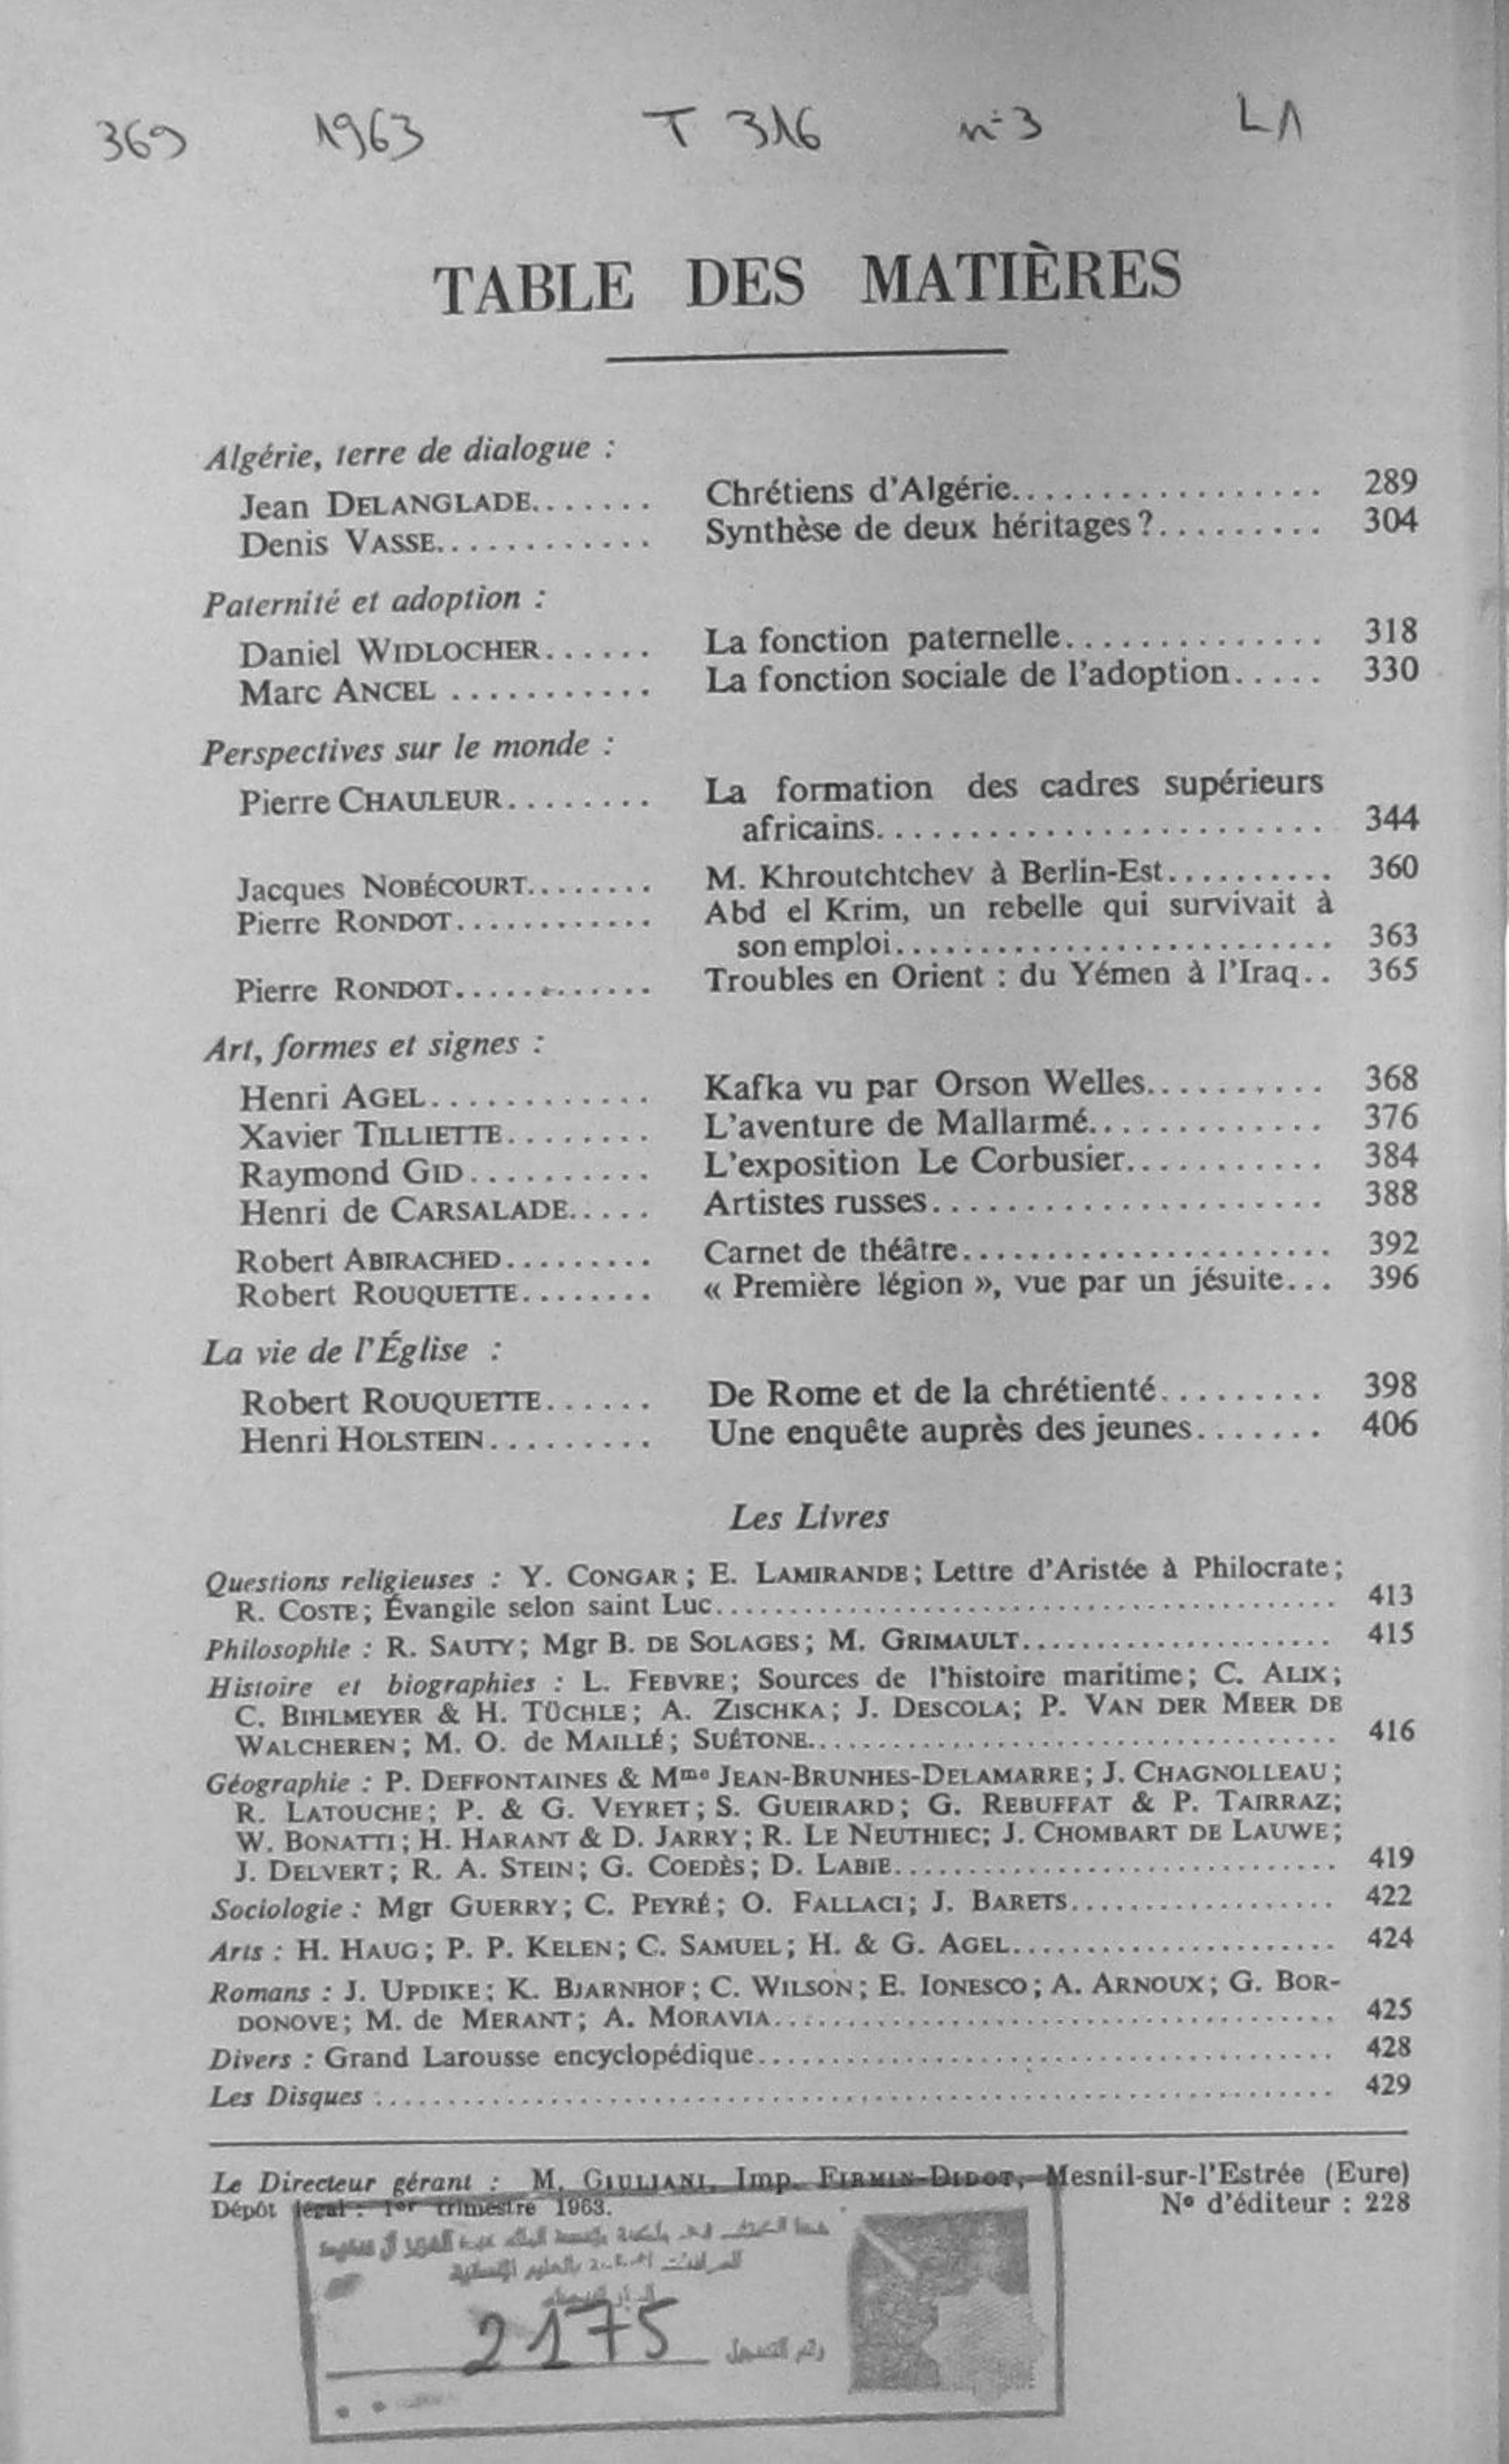 369 1963 T 316 n°3 LA
TABLE DES MATIÈRES
Algérie, terre de dialogue :
Jean DELANGLADE....... Chrétiens d'Algérie................. 289
Denis VASSE............ Synthèse de deux héritages ?......... 304
Paternité et adoption :
Daniel WIDLOCHER...... La fonction paternelle.............. 318
Marc ANCEL ........... La fonction sociale de l'adoption..... 330
Perspectives sur le monde :
Pierre CHAULEUR........ La formation des cadres supérieurs
africains........................ 344
Jacques NOBÉCOURT........ M. Khroutchtchev à Berlin-Est.......... 360
Pierre RONDOT............ Abd el Krim, un rebelle qui survivait à
son emploi.......................... 363
Pierre RONDOT............ Troubles en Orient : du Yémen à l'Iraq.. 365
Art, formes et signes :
Henri AGEL............ Kafka vu par Orson Welles.......... 368
Xavier TILLIETTE........ L'aventure de Mallarmé............. 376
Raymond GID.......... L'exposition Le Corbusier........... 384
Henri de CARSALADE..... Artistes russes..................... 388
Robert ABIRACHED......... Carnet de théâtre...................... 392
Robert ROUQUETTE........ « Première légion », vue par un jésuite... 396
La vie de l'Église :
Robert ROUQUETTE...... De Rome et de la chrétienté......... 398
Henri HOLSTEIN......... Une enquête auprès des jeunes....... 406
Les Livres
Questions religieuses : Y. CONGAR ; E. LAMIRANDE ; Lettre d'Aristée à Philocrate ;
R. COSTE ; Évangile selon saint Luc.......................................... 413
Philosophie : R. SAUTY ; Mgr B. DE SOLAGES ; M. GRIMAULT..................... 415
Histoire et biographies : L. FEBVRE ; Sources de l'histoire maritime ; C. ALIX ;
C. BIHLMEYER & H. TÜCHLE ; A. ZISCHKA ; J. DESCOLA ; P. VAN DER MEER DE
WALCHEREN ; M. O. de MAILLÉ ; SUÉTONE.................................... 416
Géographie : P. DEFFONTAINES & Mme JEAN-BRUNHES-DELAMARRE ; J. CHAGNOLLEAU ;
R. LATOUCHE ; P. & G. VEYRET ; S. GUEIRARD ; G. REBUFFAT & P. TAIRRAZ ;
W. BONATTI ; H. HARANT & D. JARRY ; R. LE NEUTHIEC ; J. CHOMBART DE LAUWE ;
J. DELVERT ; R. A. STEIN ; G. COEDÈS ; D. LABIE.............................. 419
Sociologie : Mgr GUERRY ; C. PEYRÉ ; O. FALLACI ; J. BARETS.................. 422
Arts : H. HAUG ; P. P. KELEN ; C. SAMUEL ; H. & G. AGEL...................... 424
Romans : J. UPDIKE ; K. BJARNHOF ; C. WILSON ; E. IONESCO ; A. ARNOUX ; G. BOR-
DONOVE ; M. de MERANT ; A. MORAVIA...................................... 425
Divers : Grand Larousse encyclopédique....................................... 428
Les Disques :................................................................ 429
Le Directeur gérant : M. GIULIANI, Imp. FIRMIN-DIDOT, Mesnil-sur-l'Estrée (Eure)
Dépôt légal : 1er trimestre 1963. No d'éditeur : 228
2175
رقم التسجيل